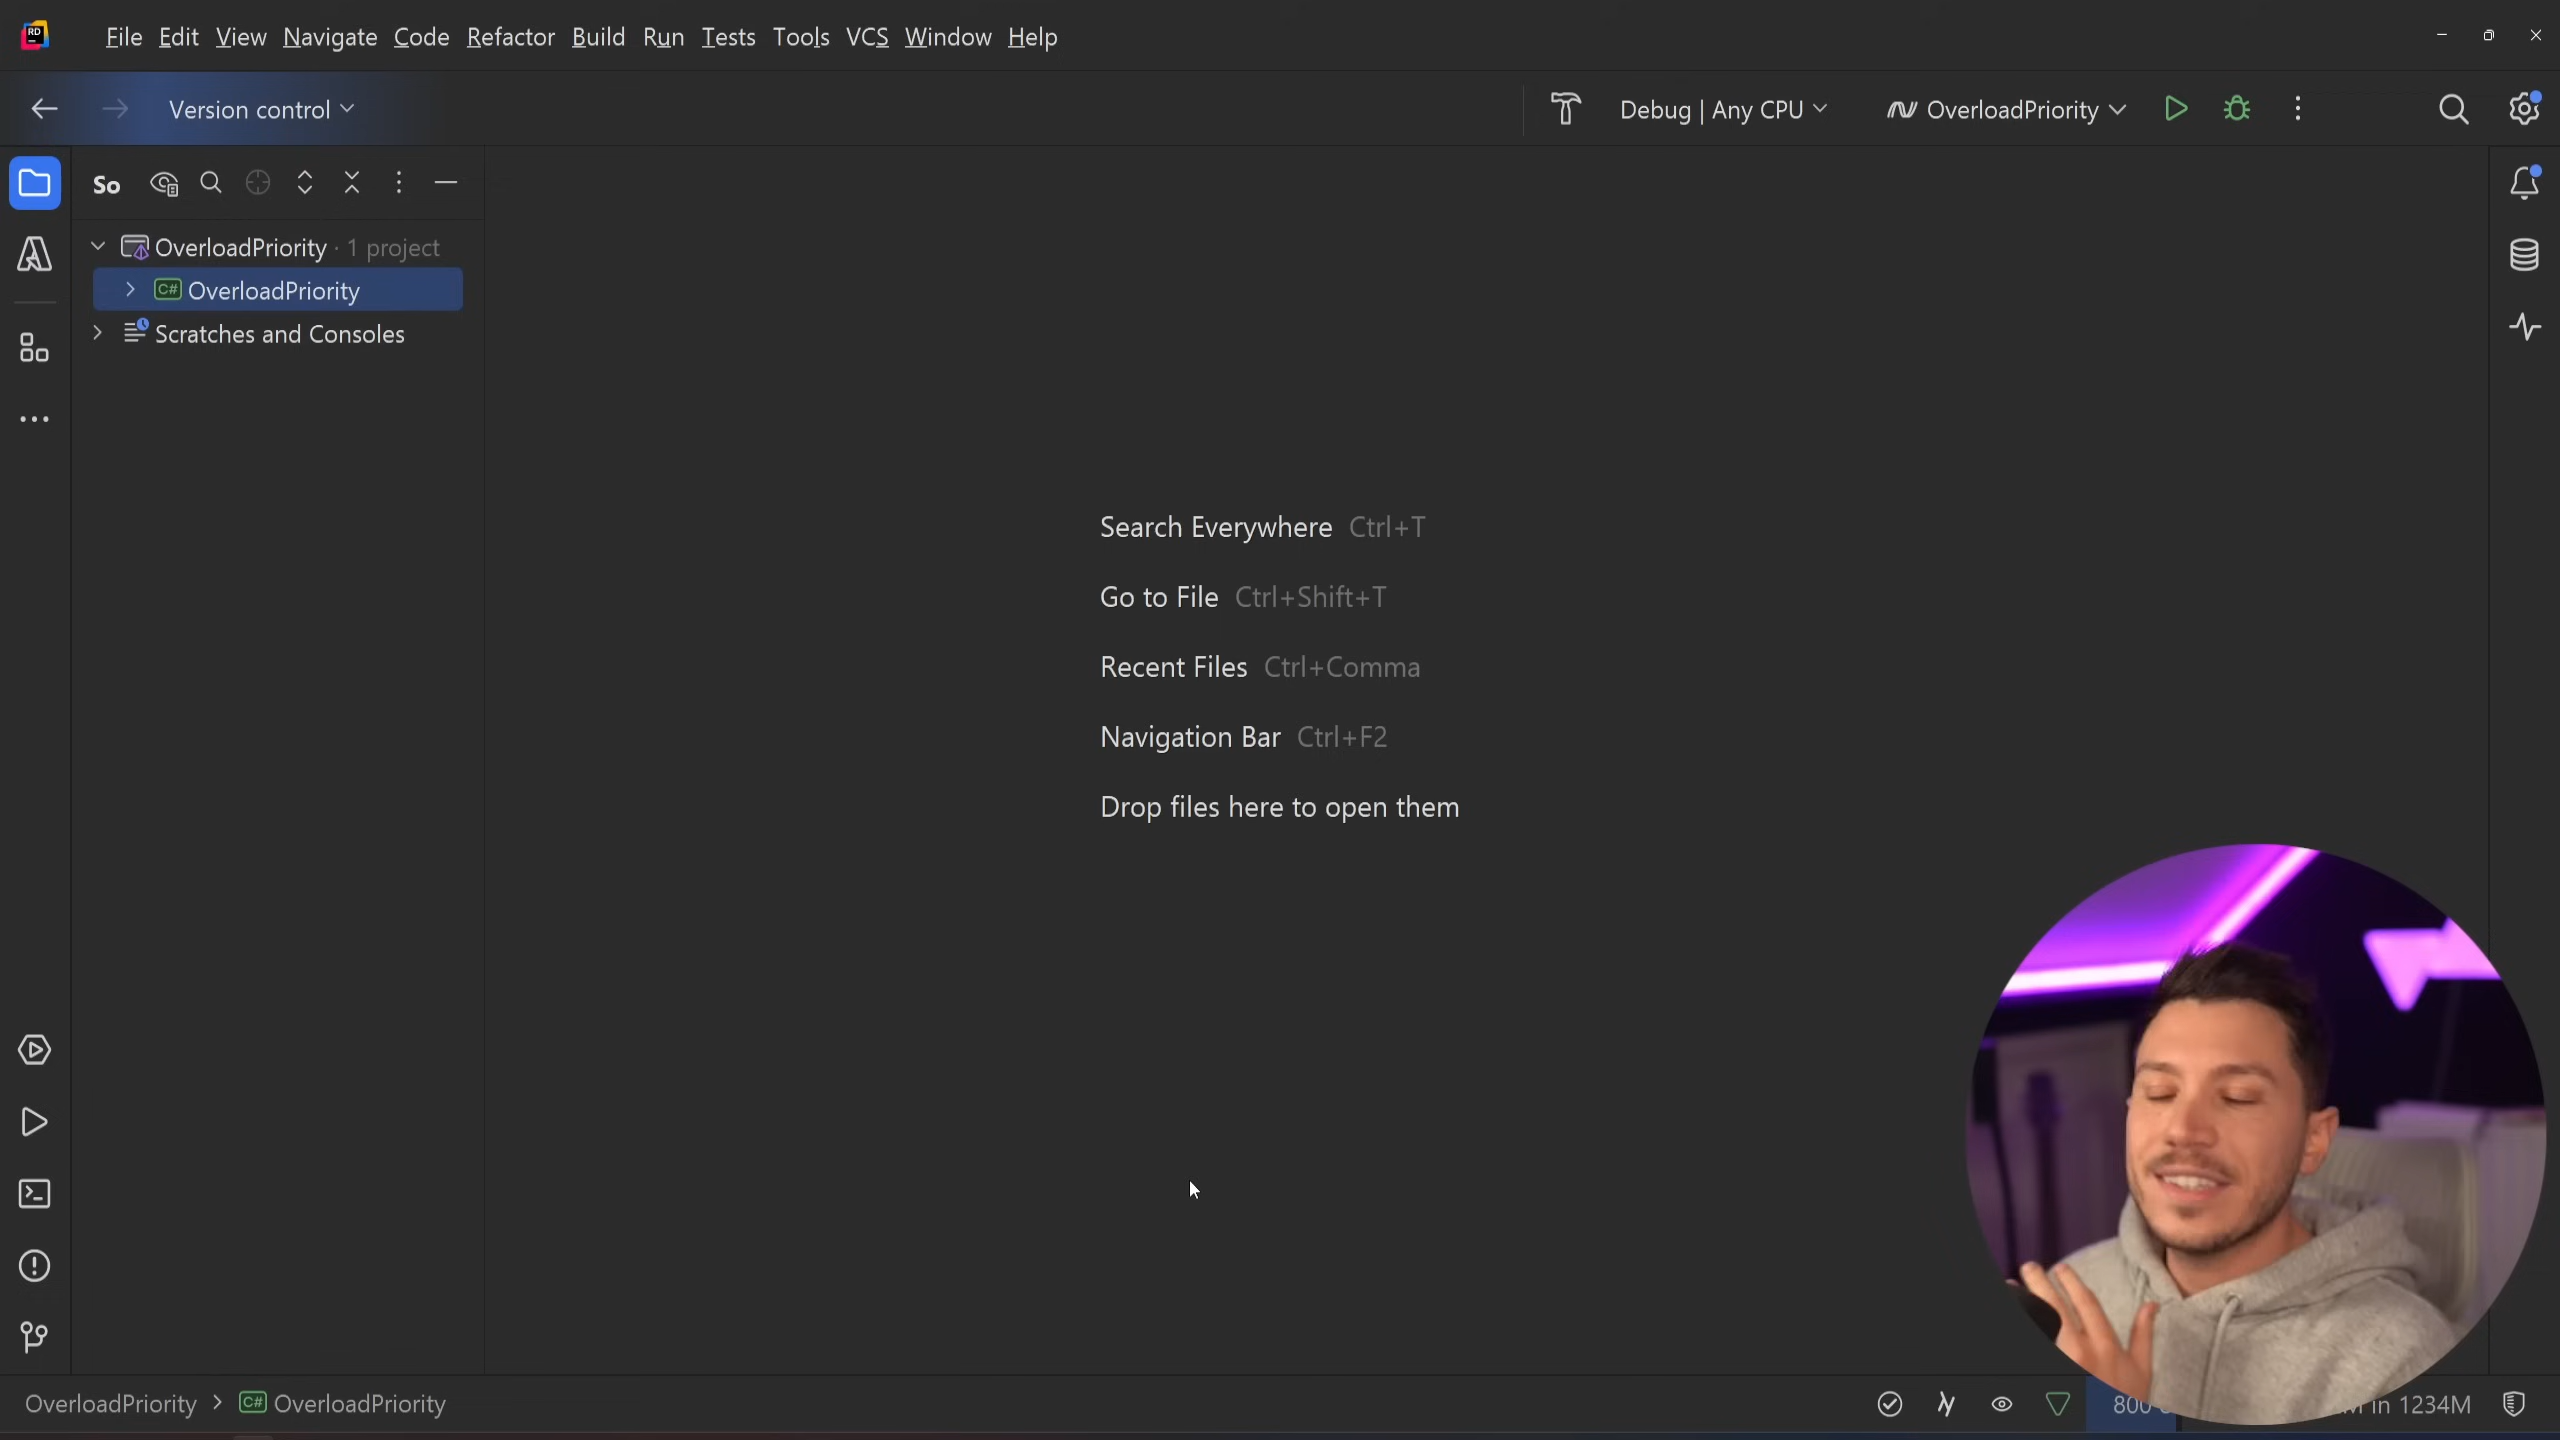 RD
File Edit View Navigate Code Refactor Build Run Tests Tools VCS Window Help
Version control
Debug | Any CPU
OverloadPriority
So
OverloadPriority · 1 project
C# OverloadPriority
Scratches and Consoles
Search Everywhere Ctrl+T
Go to File Ctrl+Shift+T
Recent Files Ctrl+Comma
Navigation Bar Ctrl+F2
Drop files here to open them
OverloadPriority > C# OverloadPriority
800
in 1234M